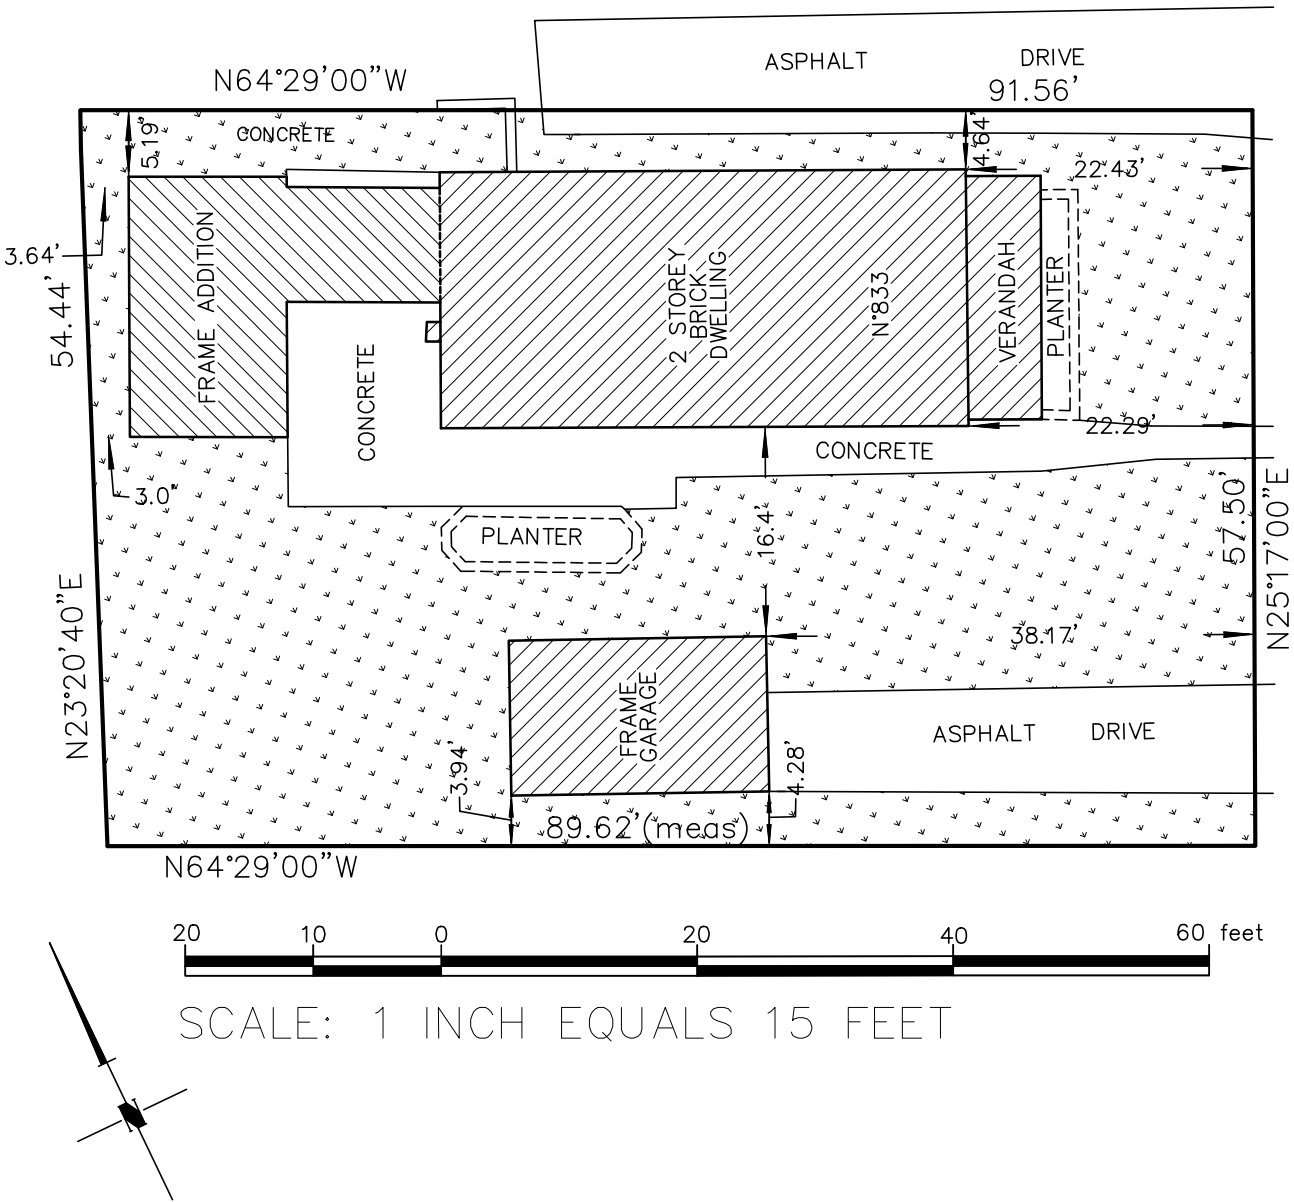 ASPHALT DRIVE
N64°29'00"W
91.56'
CONCRETE
5.19'
4.64'
22.43'
3.64'
FRAME ADDITION
2 STOREY
BRICK
DWELLING
N°833
VERANDAH
PLANTER
54.44'
CONCRETE
22.29'
CONCRETE
3.0'
PLANTER
16.4'
57.50'
N25°17'00"E
N23°20'40"E
38.17'
FRAME
GARAGE
ASPHALT DRIVE
3.94'
4.28'
89.62'(meas)
N64°29'00"W
20 10 0 20 40 60 feet
SCALE: 1 INCH EQUALS 15 FEET